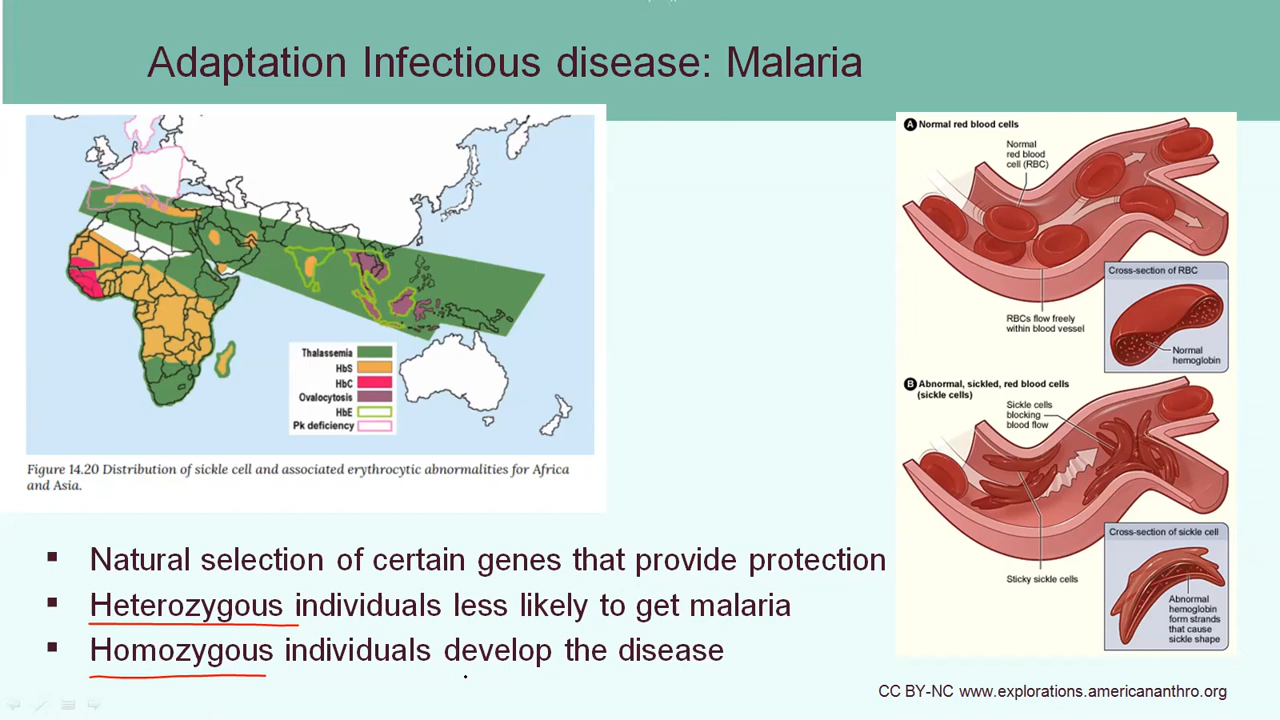 Adaptation Infectious disease: Malaria
Thalassemia
HbS
HbC
Ovalocytosis
HbE
Pk deficiency
Figure 14.20 Distribution of sickle cell and associated erythrocytic abnormalities for Africa
and Asia.
A Normal red blood cells
Normal
red blood
cell (RBC)
Cross-section of RBC
RBCs flow freely
within blood vessel
Normal
hemoglobin
B Abnormal, sickled, red blood cells
(sickle cells)
Sickle cells
blocking
blood flow
Cross-section of sickle cell
Sticky sickle cells
Abnormal
hemoglobin
form strands
that cause
sickle shape
▪ Natural selection of certain genes that provide protection
▪ Heterozygous individuals less likely to get malaria
▪ Homozygous individuals develop the disease
CC BY-NC www.explorations.americananthro.org